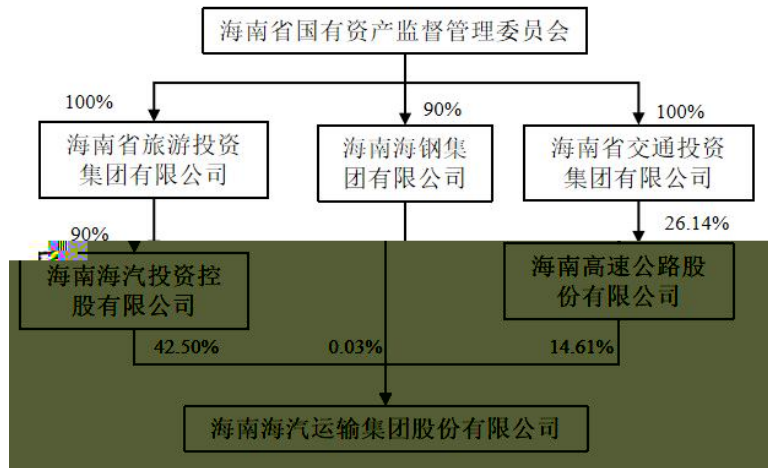 海南省国有资产监督管理委员会
100%
90%
100%
海南省旅游投资
集团有限公司
海南海钢集
团有限公司
海南省交通投资
集团有限公司
90%
26.14%
海南海汽投资控
股有限公司
海南高速公路股
份有限公司
42.50%
0.03%
14.61%
海南海汽运输集团股份有限公司